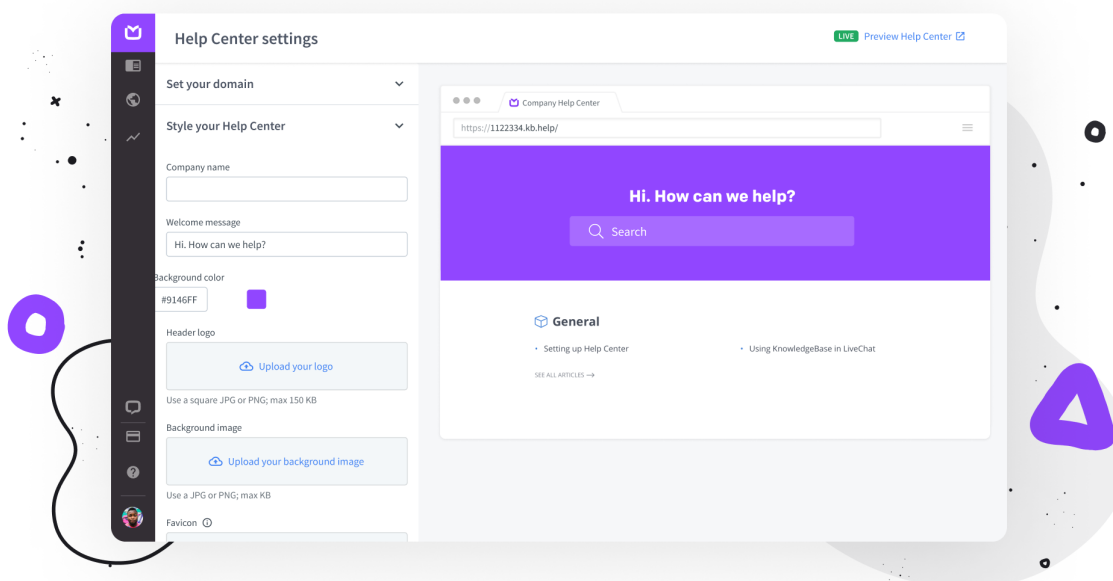 Help Center settings
LIVE Preview Help Center
Set your domain
Style your Help Center
Company name
Welcome message
Hi. How can we help?
Background color
#9146FF
Header logo
Upload your logo
Use a square JPG or PNG; max 150 KB
Background image
Upload your background image
Use a JPG or PNG; max KB
Favicon
Company Help Center
https://1122334.kb.help/
Hi. How can we help?
Search
General
• Setting up Help Center
• Using KnowledgeBase in LiveChat
SEE ALL ARTICLES →